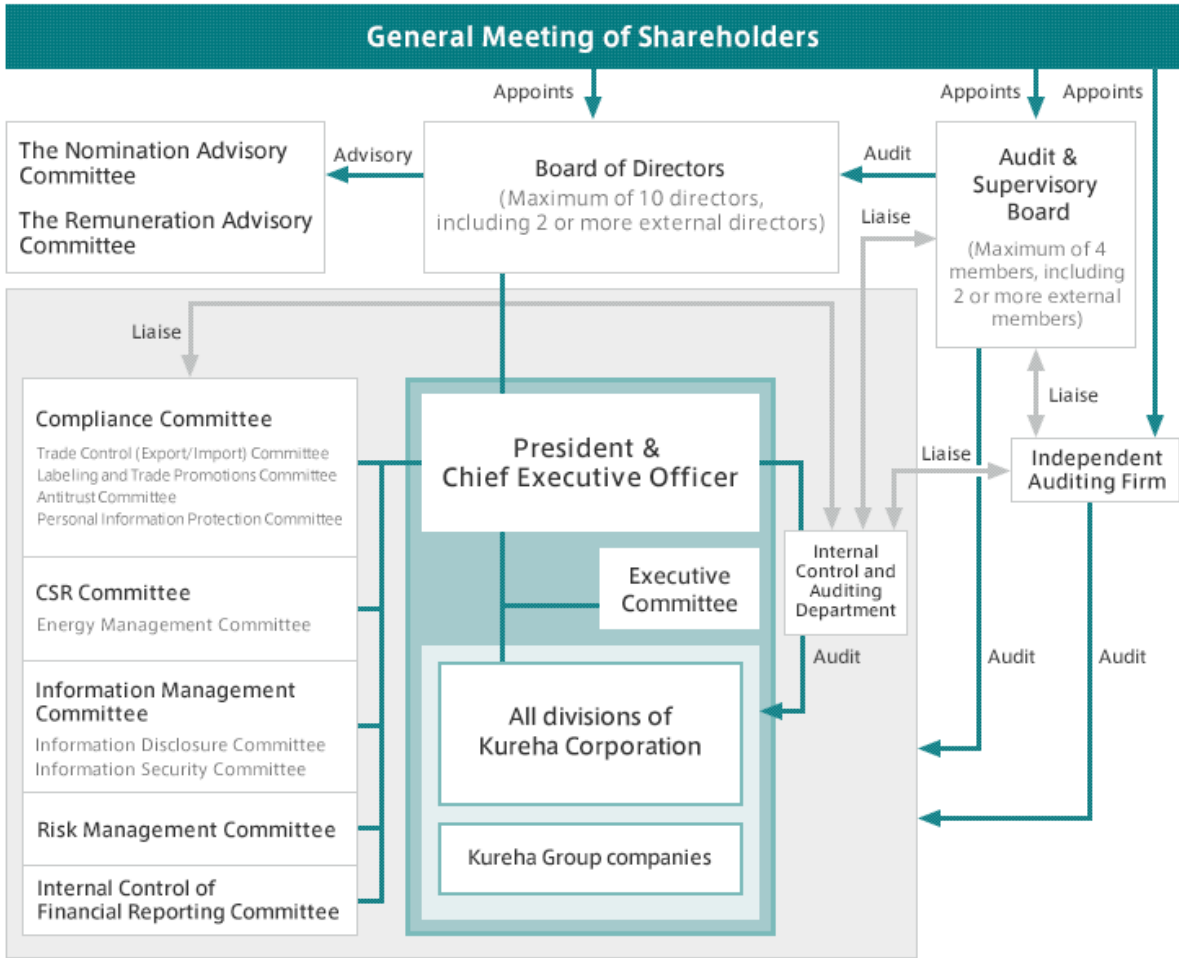 General Meeting of Shareholders
Appoints
Appoints
Appoints
The Nomination Advisory
Committee
The Remuneration Advisory
Committee
Advisory
Board of Directors
(Maximum of 10 directors,
including 2 or more external directors)
Audit
Audit &
Supervisory
Board
(Maximum of 4
members, including
2 or more external
members)
Liaise
Liaise
Liaise
Liaise
Compliance Committee
Trade Control (Export/Import) Committee
Labeling and Trade Promotions Committee
Antitrust Committee
Personal Information Protection Committee
CSR Committee
Energy Management Committee
Information Management
Committee
Information Disclosure Committee
Information Security Committee
Risk Management Committee
Internal Control of
Financial Reporting Committee
President &
Chief Executive Officer
Executive
Committee
All divisions of
Kureha Corporation
Kureha Group companies
Internal
Control and
Auditing
Department
Audit
Independent
Auditing Firm
Audit
Audit